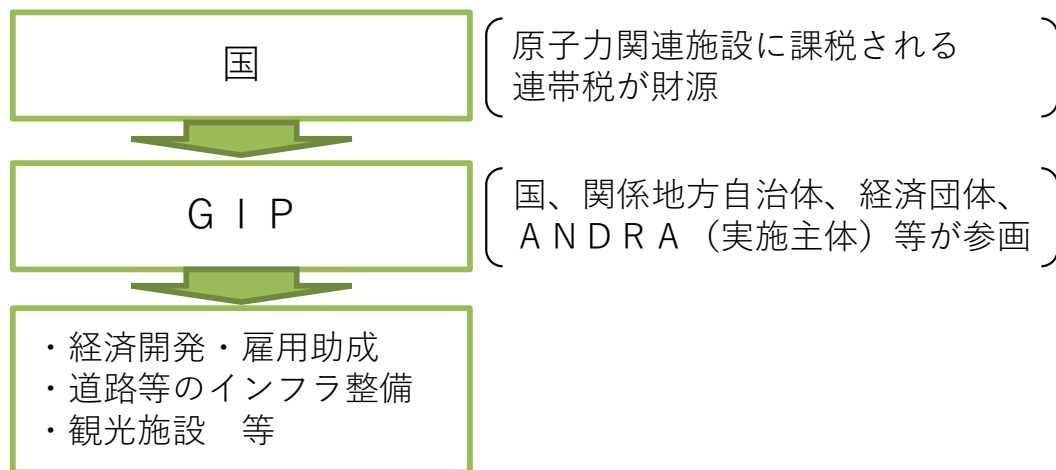 国
原子力関連施設に課税される
連帯税が財源
ＧＩＰ
国、関係地方自治体、経済団体、
ＡＮＤＲＡ（実施主体）等が参画
・経済開発・雇用助成
・道路等のインフラ整備
・観光施設　等